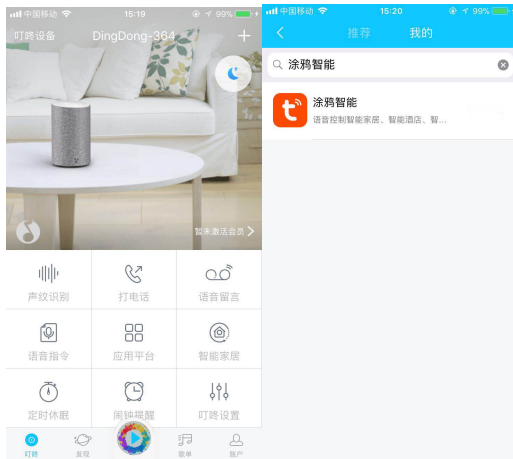 中国移动 15:19 99%
叮咚设备 DingDong-364
暂未激活会员
声纹识别 打电话 语音留言
语音指令 应用平台 智能家居
定时休眠 闹钟提醒 叮咚设置
叮咚 发现 歌单 账户
中国移动 15:20 99%
推荐 我的
涂鸦智能
涂鸦智能
语音控制智能家居、智能酒店、智...